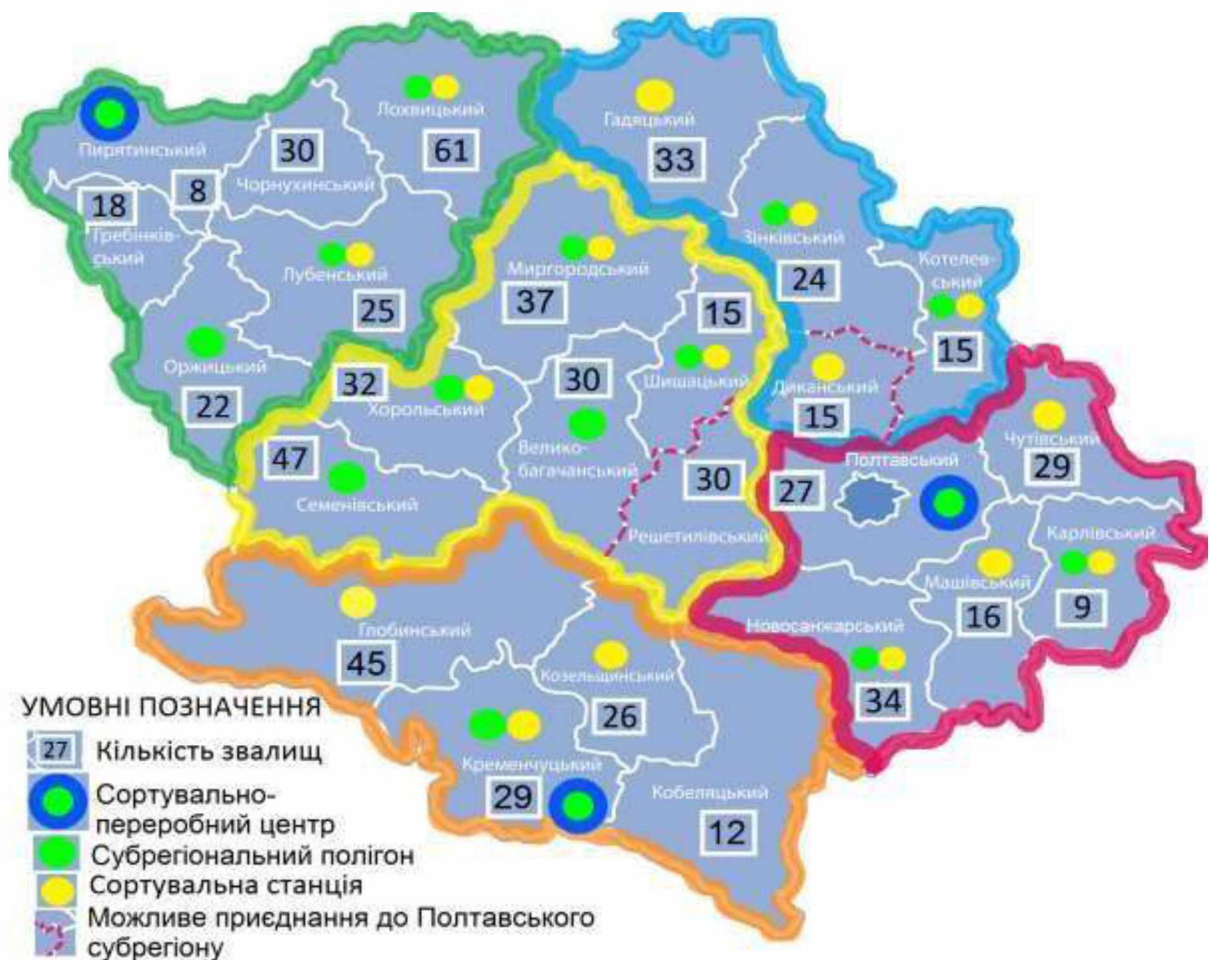 Лохвицький
61
Пирятинський
30
Чорнухинський
8
18
Гребінків-
ський
Лубенський
25
Оржицький
22
Гадяцький
33
Зінківський
24
Котелев-
ський
15
Диканський
15
Миргородський
37
15
Шишацький
30
Велико-
багачанський
32
Хорольський
47
Семенівський
30
Решетилівський
Чутівський
29
Полтавський
27
Карлівський
9
Машівський
16
Новосанжарський
34
Глобинський
45
Козельщинський
26
Кременчуцький
29
Кобеляцький
12
УМОВНІ ПОЗНАЧЕННЯ
27 Кількість звалищ
Сортувально-
переробний центр
Субрегіональний полігон
Сортувальна станція
Можливе приєднання до Полтавського
субрегіону